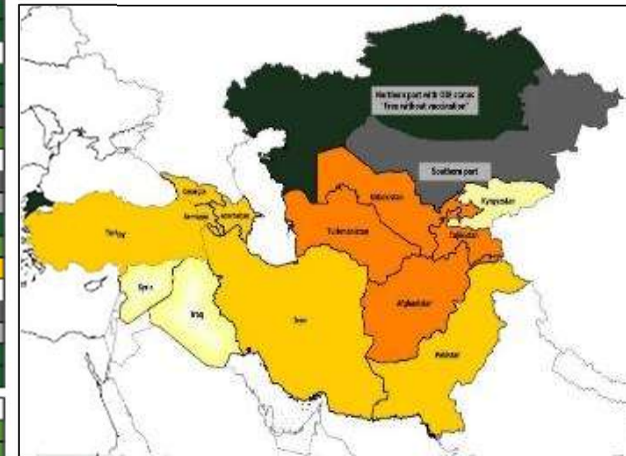 Northern part with OIE status
"Free without vaccination"
Southern part
Kyrgyzstan
Uzbekistan
Georgia
Armenia
Azerbaijan
Turkey
Turkmenistan
Tajikistan
Syria
Iraq
Iran
Afghanistan
Pakistan